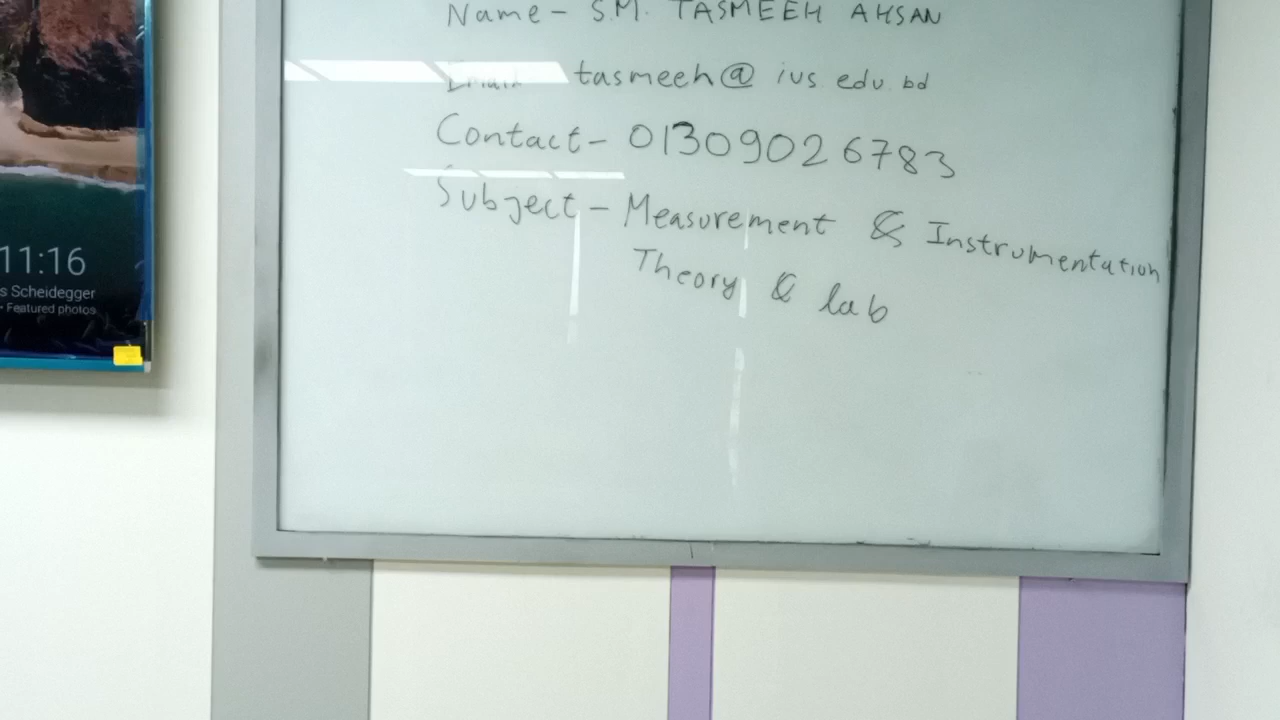 Name - S.M. TASMEEH AHSAN
Email tasmeeh@ius.edu.bd
Contact - 01309026783
Subject - Measurement & Instrumentation
Theory & lab
11:16
s Scheidegger
• Featured photos